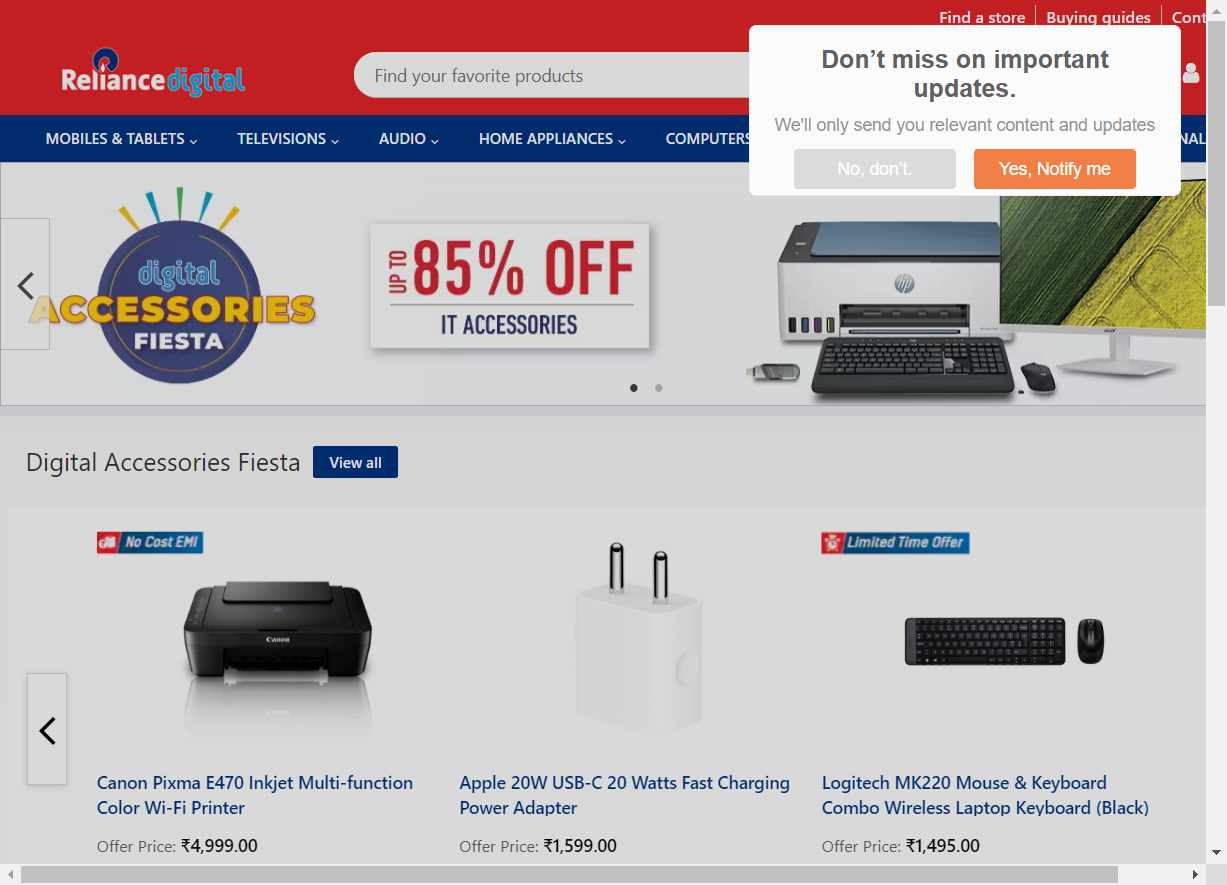 Find a store
Buying guides
Cont
Reliance digital
Find your favorite products
Don’t miss on important
updates.
We'll only send you relevant content and updates
No, don't.
Yes, Notify me
MOBILES & TABLETS
TELEVISIONS
AUDIO
HOME APPLIANCES
COMPUTERS
NAL
digital
ACCESSORIES
FIESTA
UP TO
85% OFF
IT ACCESSORIES
hp
acer
Digital Accessories Fiesta
View all
No Cost EMI
Limited Time Offer
Canon
Canon Pixma E470 Inkjet Multi-function
Color Wi-Fi Printer
Apple 20W USB-C 20 Watts Fast Charging
Power Adapter
Logitech MK220 Mouse & Keyboard
Combo Wireless Laptop Keyboard (Black)
Offer Price: ₹4,999.00
Offer Price: ₹1,599.00
Offer Price: ₹1,495.00